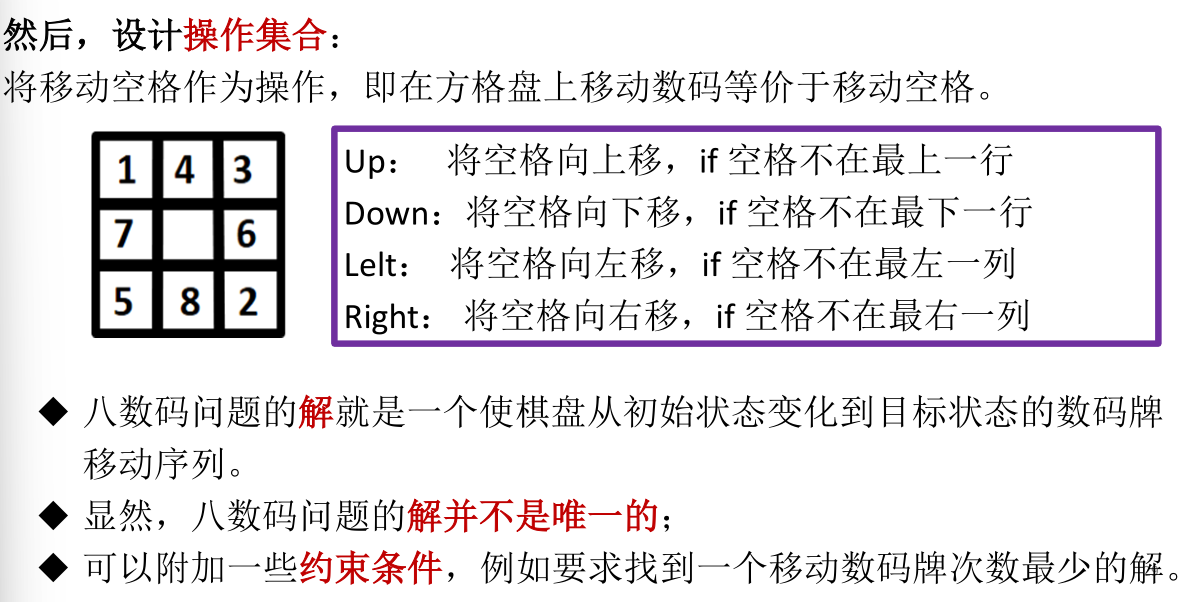 然后，设计操作集合：
将移动空格作为操作，即在方格盘上移动数码等价于移动空格。
1 4 3
7 6
5 8 2
Up： 将空格向上移，if 空格不在最上一行
Down：将空格向下移，if 空格不在最下一行
Lelt： 将空格向左移，if 空格不在最左一列
Right： 将空格向右移，if 空格不在最右一列
◆ 八数码问题的解就是一个使棋盘从初始状态变化到目标状态的数码牌
移动序列。
◆ 显然，八数码问题的解并不是唯一的；
◆ 可以附加一些约束条件，例如要求找到一个移动数码牌次数最少的解。